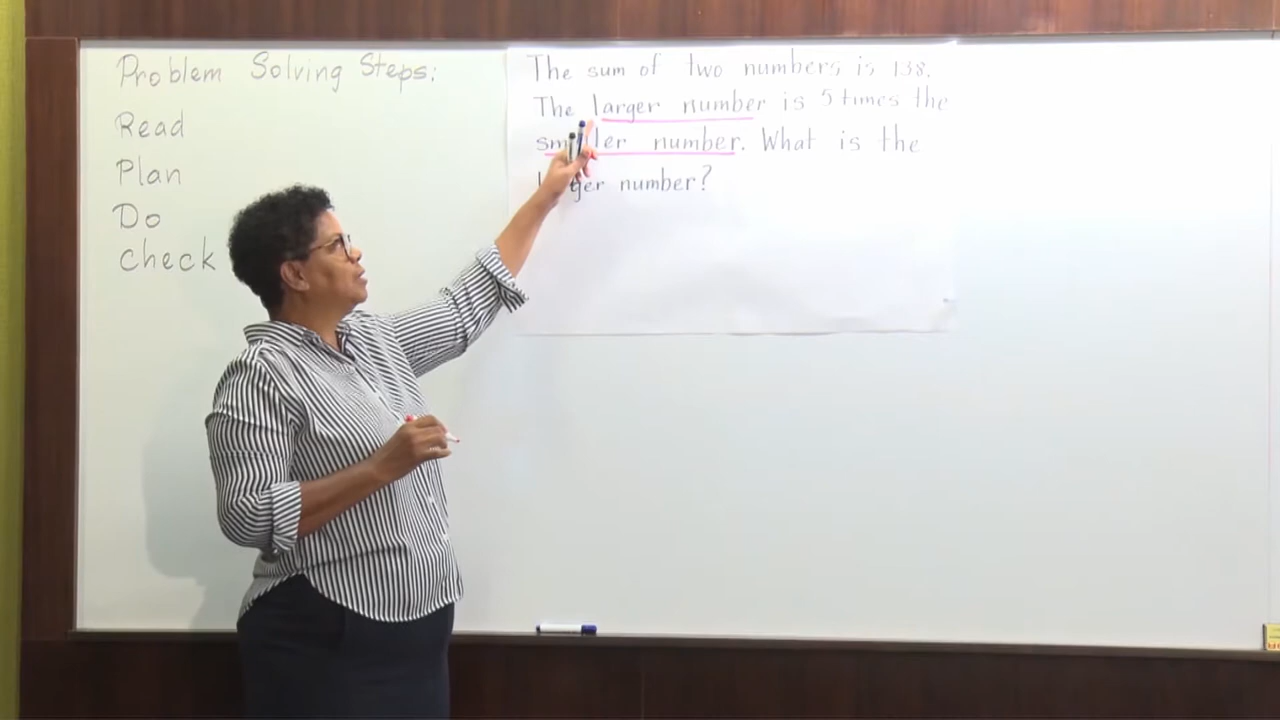 Problem Solving Steps:
Read
Plan
Do
check
The sum of two numbers is 138.
The larger number is 5 times the
smaller number. What is the
larger number?